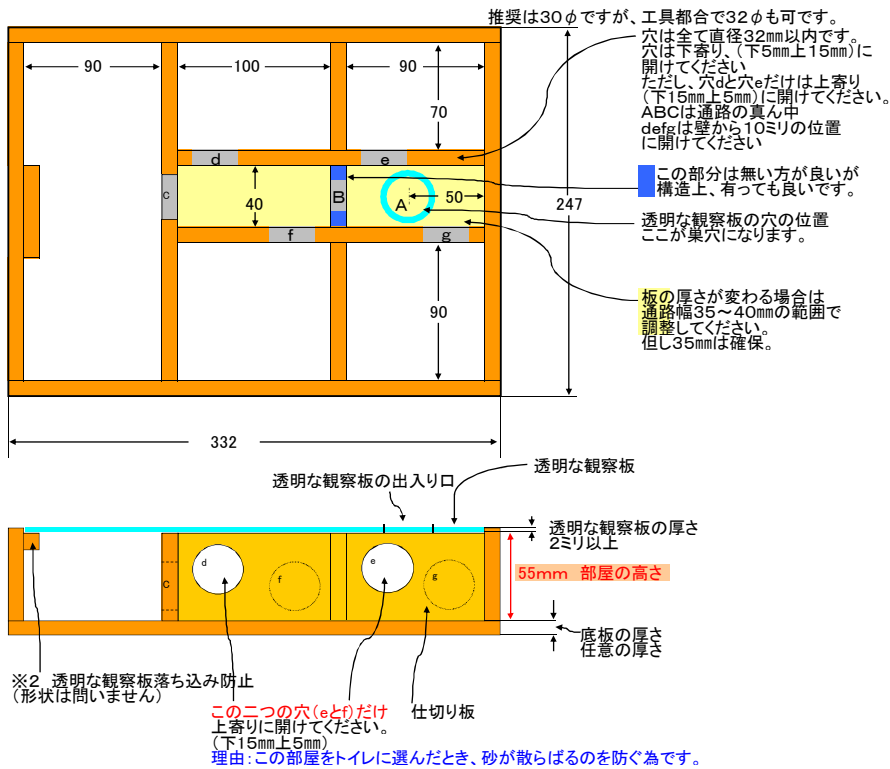 推奨は30φですが、工具都合で32φも可です。
穴は全て直径32mm以内です。
穴は下寄り、(下5mm上15mm)に
開けてください
ただし、穴dと穴eだけは上寄り
(下15mm上5mm)に開けてください。
ABCは通路の真ん中
defgは壁から10ミリの位置
に開けてください
90
100
90
70
d
e
この部分は無い方が良いが
構造上、有っても良いです。
c
40
B
A
50
247
透明な観察板の穴の位置
ここが巣穴になります。
f
g
90
板の厚さが変わる場合は
通路幅35～40mmの範囲で
調整してください。
但し35mmは確保。
332
透明な観察板の出入り口
透明な観察板
透明な観察板の厚さ
2ミリ以上
d
e
f
g
c
55mm 部屋の高さ
底板の厚さ
任意の厚さ
※2 透明な観察板落ち込み防止
(形状は問いません)
この二つの穴(eとf)だけ
上寄りに開けてください。
(下15mm上5mm)
仕切り板
理由:この部屋をトイレに選んだとき、砂が散らばるのを防ぐ為です。